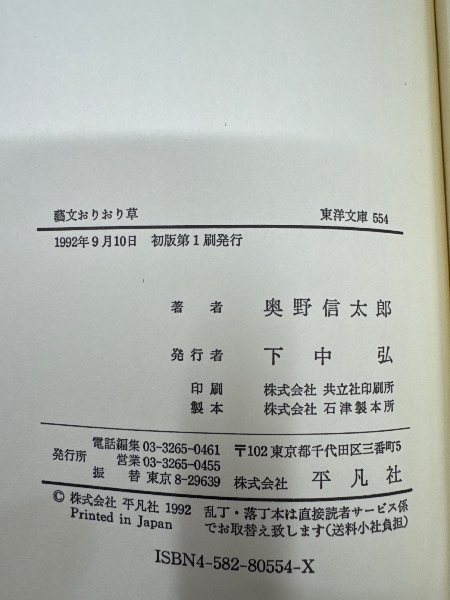 藝文おりおり草 東洋文庫 554
1992年9月10日 初版第1刷発行
著者 奥野信太郎
発行者 下中弘
印刷 株式会社 共立社印刷所
製本 株式会社 石津製本所
電話編集 03-3265-0461 〒102 東京都千代田区三番町5
発行所 営業 03-3265-0455
振替 東京 8-29639 株式会社 平凡社
© 株式会社 平凡社 1992 乱丁・落丁本は直接読者サービス係
Printed in Japan でお取替え致します(送料小社負担)
ISBN4-582-80554-X